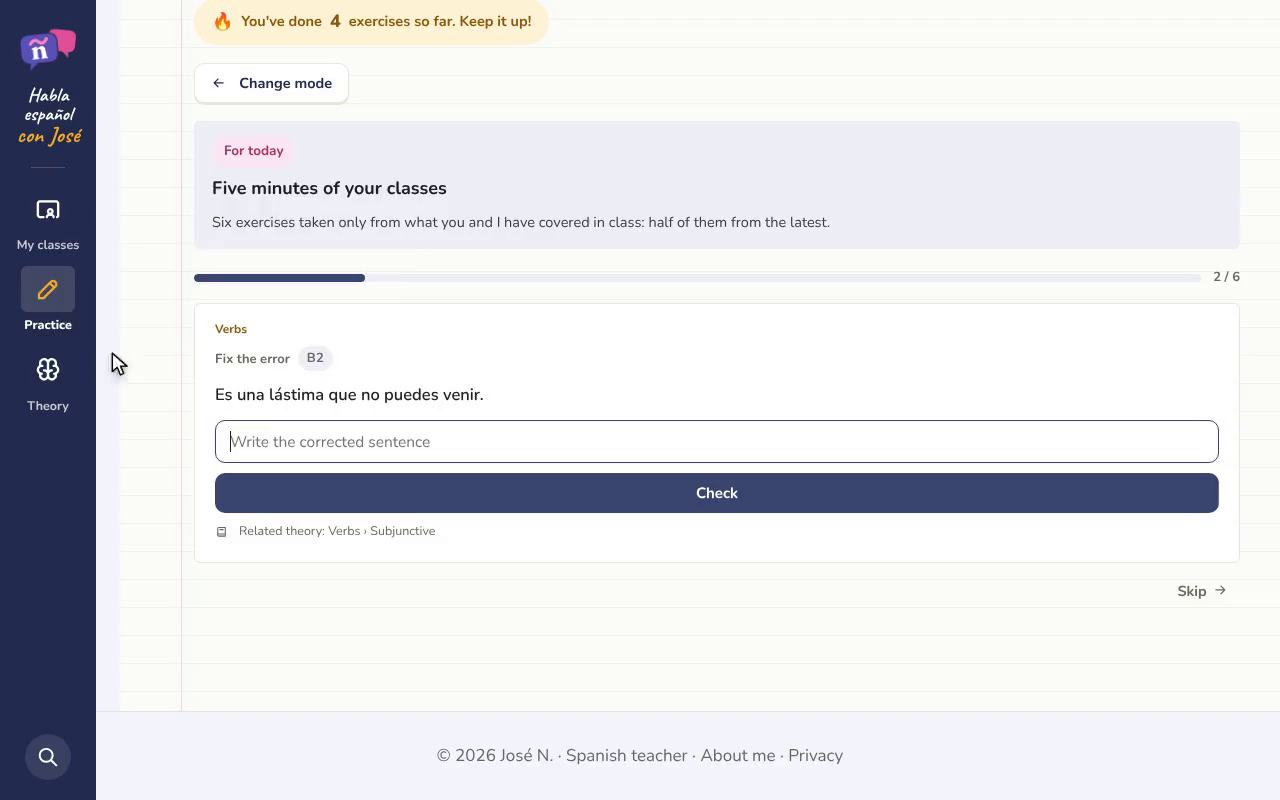 ñ
Habla
español
con José
My classes
Practice
Theory
🔥 You've done 4 exercises so far. Keep it up!
← Change mode
For today
Five minutes of your classes
Six exercises taken only from what you and I have covered in class: half of them from the latest.
2 / 6
Verbs
Fix the error B2
Es una lástima que no puedes venir.
Write the corrected sentence
Check
Related theory: Verbs › Subjunctive
Skip →
© 2026 José N. · Spanish teacher · About me · Privacy